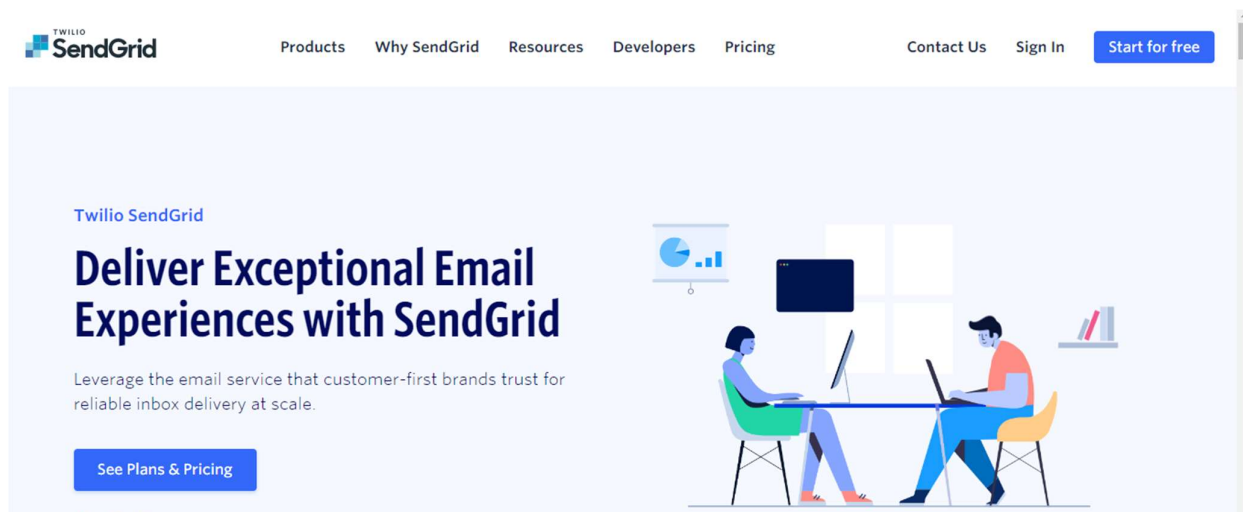 TWILIO
SendGrid
Products Why SendGrid Resources Developers Pricing Contact Us Sign In Start for free
Twilio SendGrid
Deliver Exceptional Email
Experiences with SendGrid
Leverage the email service that customer-first brands trust for
reliable inbox delivery at scale.
See Plans & Pricing